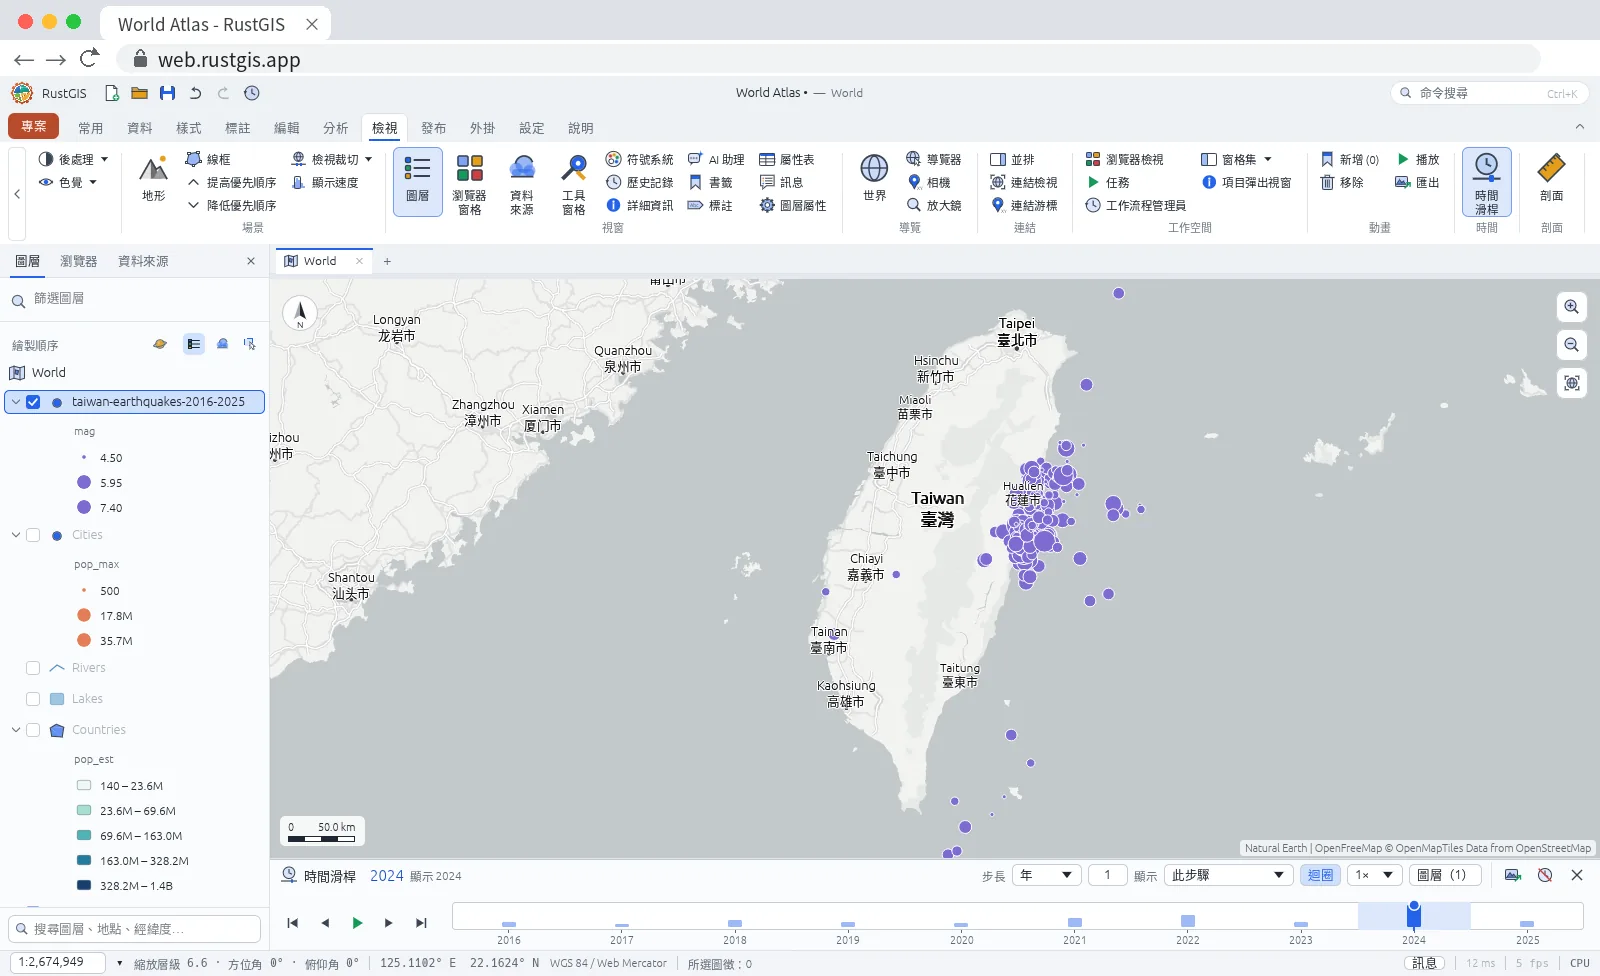 World Atlas - RustGIS
web.rustgis.app
RustGIS
World Atlas • — World
命令搜尋 Ctrl+K
專案 常用 資料 樣式 標註 編輯 分析 檢視 發布 外掛 設定 說明
後處理 色覺
地形 線框 提高優先順序 降低優先順序 檢視裁切 顯示速度
場景
圖層 瀏覽器窗格 資料來源 工具窗格 符號系統 歷史記錄 詳細資訊 AI 助理 書籤 標註 屬性表 訊息 圖層屬性
視窗
世界 導覽器 相機 放大鏡
導覽
並排 連結檢視 連結游標
連結
瀏覽器檢視 任務 工作流程管理員 窗格集 項目彈出視窗
工作空間
新增 (0) 移除 播放 匯出
動畫
時間滑桿
時間
剖面
剖面
圖層 瀏覽器 資料來源
World
篩選圖層
繪製順序
World
taiwan-earthquakes-2016-2025
mag
4.50
5.95
7.40
Cities
pop_max
500
17.8M
35.7M
Rivers
Lakes
Countries
pop_est
140 – 23.6M
23.6M – 69.6M
69.6M – 163.0M
163.0M – 328.2M
328.2M – 1.4B
搜尋圖層、地點、經緯度…
莆田市
Longyan
龙岩市
Quanzhou
泉州市
Zhangzhou
漳州市
Xiamen
厦门市
izhou
州市
Shantou
汕头市
Taipei
臺北市
Hsinchu
新竹市
Miaoli
苗栗市
Taichung
臺中市
Hualien
花蓮市
Taiwan
臺灣
Chiayi
嘉義市
Tainan
臺南市
Taitung
臺東市
Kaohsiung
高雄市
N
0 50.0 km
Natural Earth | OpenFreeMap © OpenMapTiles Data from OpenStreetMap
時間滑桿 2024 顯示 2024
步長 年 1 顯示 此步驟 迴圈 1× 圖層 (1)
2016 2017 2018 2019 2020 2021 2022 2023 2024 2025
1:2,674,949 縮放層級 6.6 · 方位角 0° · 俯仰角 0° 125.1102° E 22.1624° N WGS 84 / Web Mercator 所選圖徵：0
訊息 12 ms 5 fps CPU